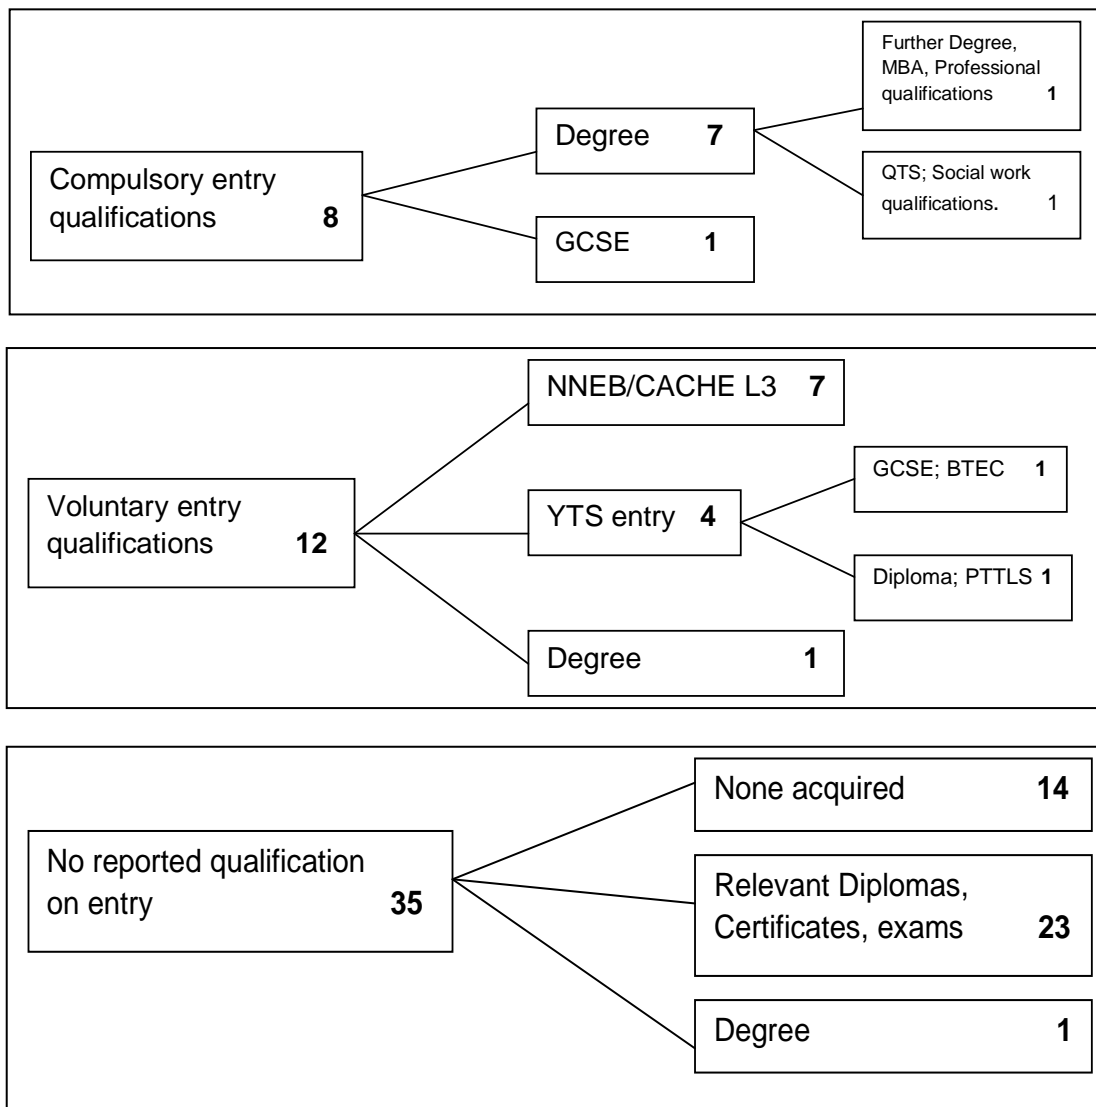 Further Degree,
MBA, Professional
qualifications 1
Degree 7
Compulsory entry
qualifications 8
QTS; Social work
qualifications. 1
GCSE 1
NNEB/CACHE L3 7
GCSE; BTEC 1
Voluntary entry
qualifications 12
YTS entry 4
Diploma; PTTLS 1
Degree 1
None acquired 14
No reported qualification
on entry 35
Relevant Diplomas,
Certificates, exams 23
Degree 1